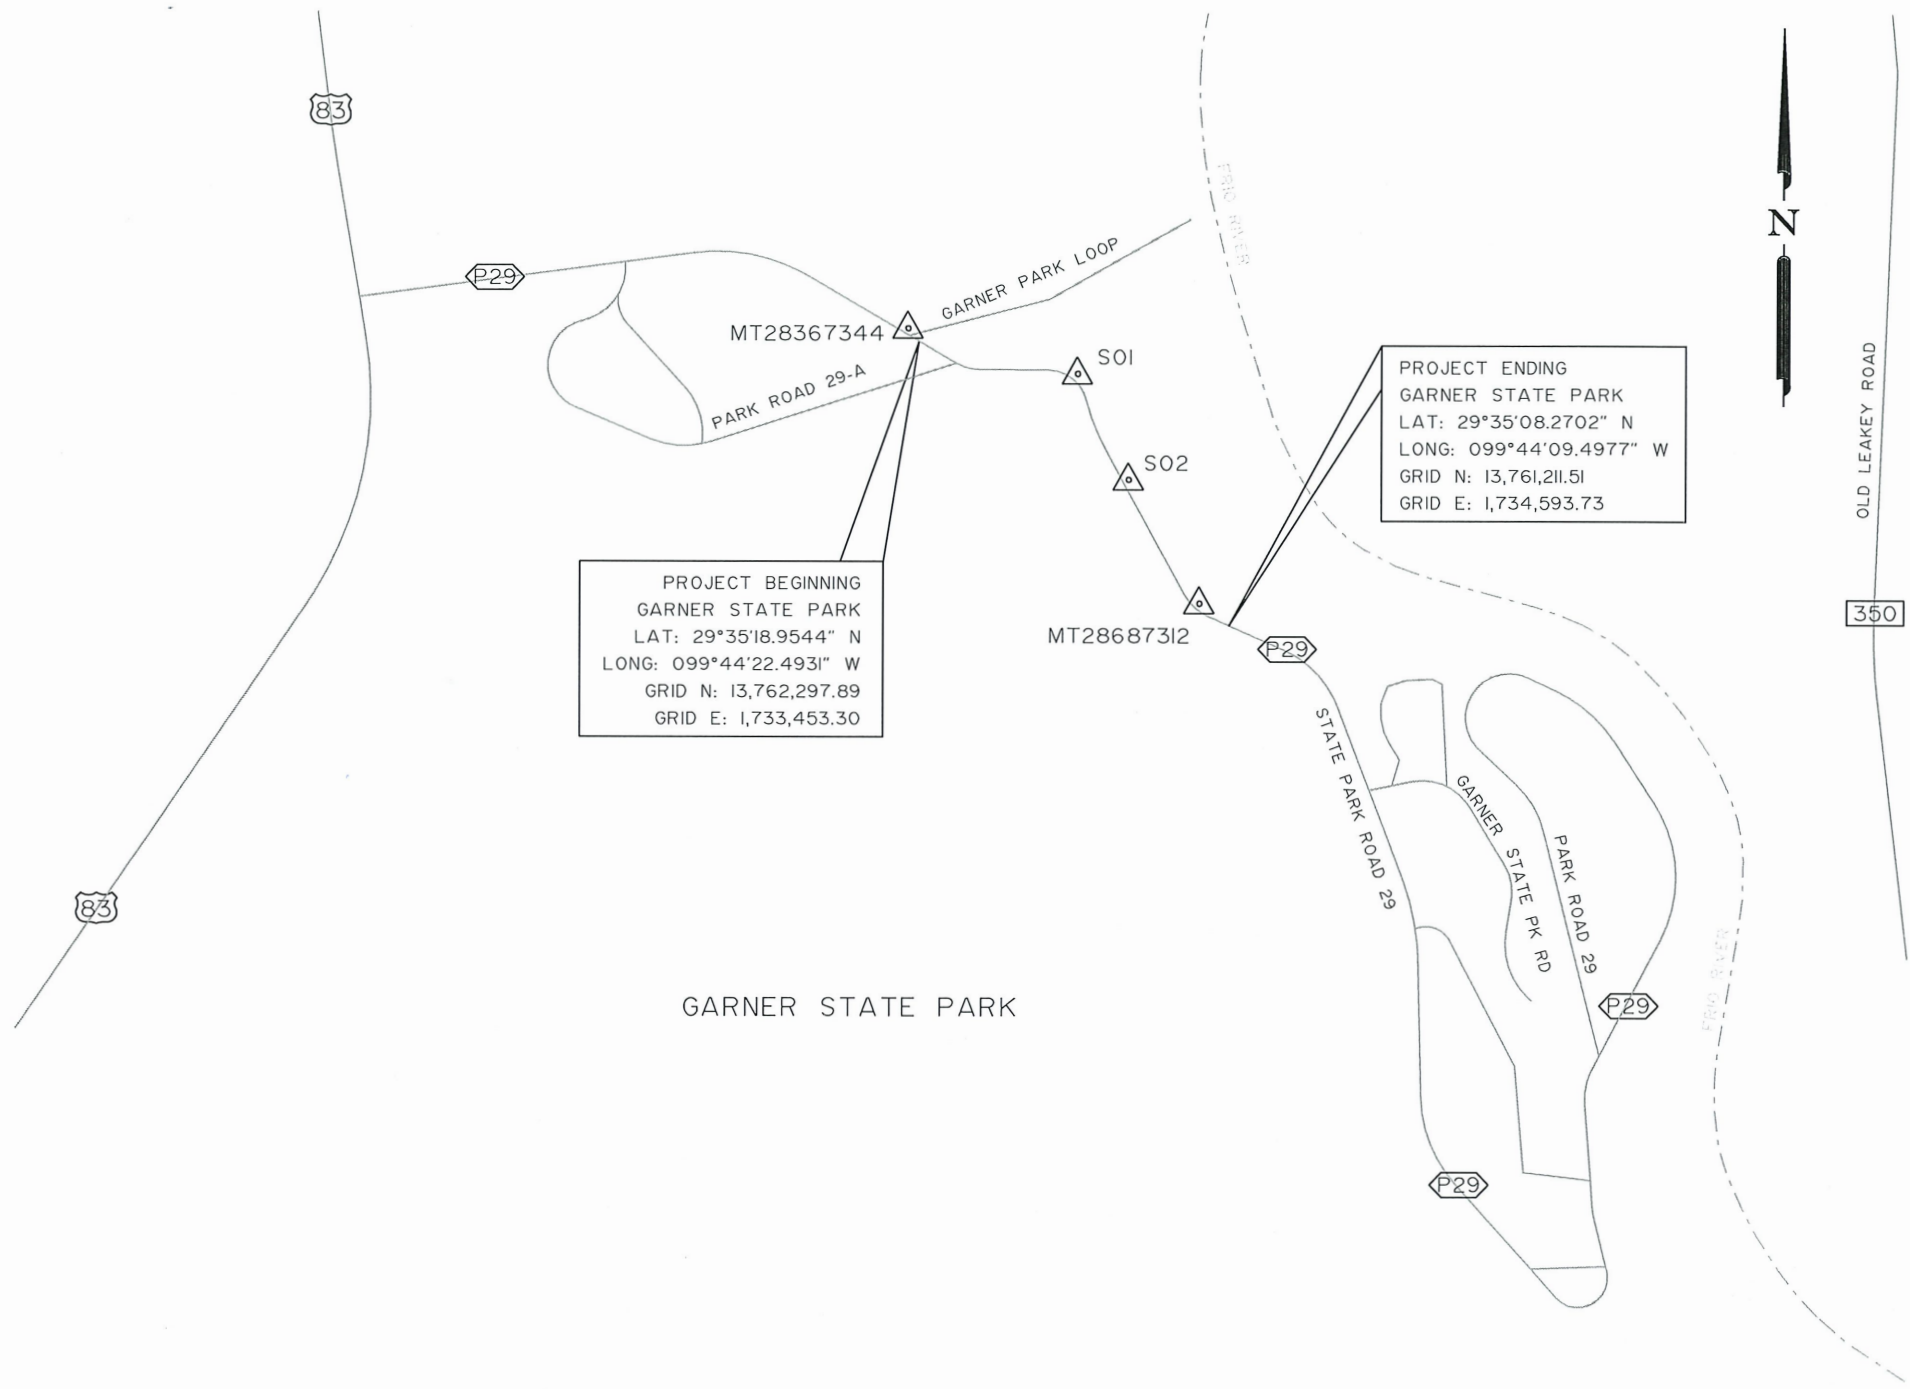 83
FRIO RIVER
N
P29
GARNER PARK LOOP
MT28367344
S01
PARK ROAD 29-A
PROJECT ENDING
GARNER STATE PARK
LAT: 29°35'08.2702" N
LONG: 099°44'09.4977" W
GRID N: 13,761,211.51
GRID E: 1,734,593.73
OLD LEAKEY ROAD
S02
PROJECT BEGINNING
GARNER STATE PARK
LAT: 29°35'18.9544" N
LONG: 099°44'22.4931" W
GRID N: 13,762,297.89
GRID E: 1,733,453.30
350
MT28687312
P29
STATE PARK ROAD 29
GARNER STATE PK RD
PARK ROAD 29
83
FRIO RIVER
GARNER STATE PARK
P29
P29